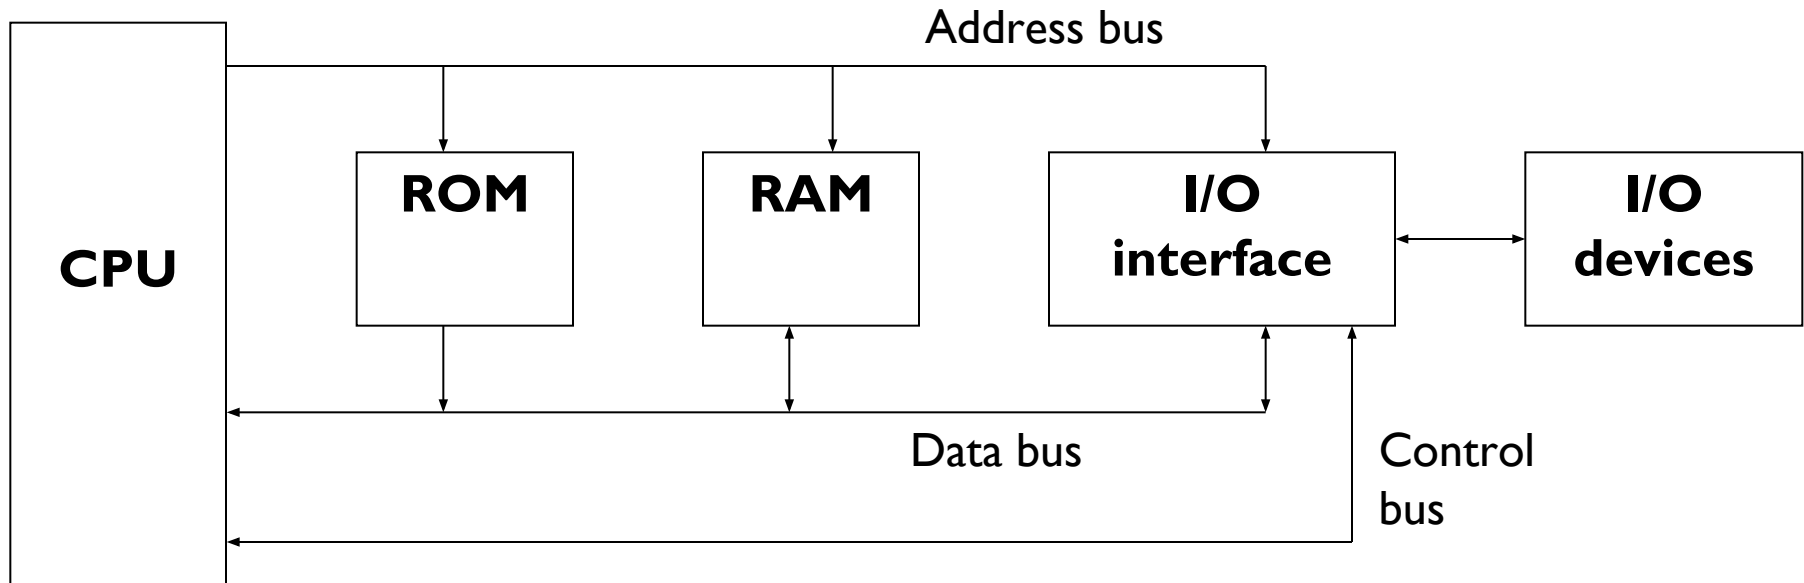 Address bus
CPU
ROM
RAM
I/O
interface
I/O
devices
Data bus
Control
bus